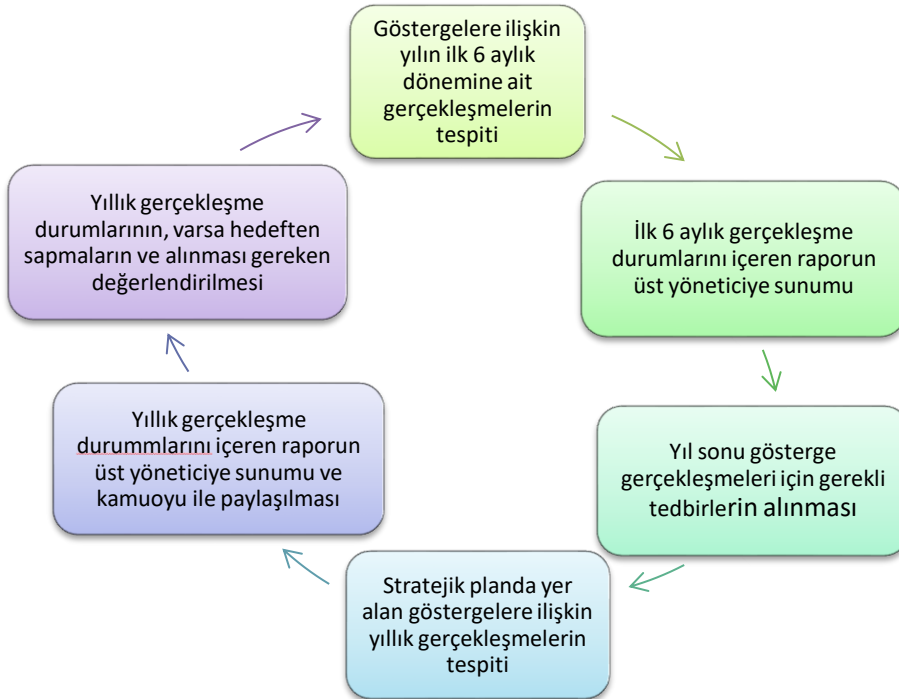 Göstergelere ilişkin
yılın ilk 6 aylık
dönemine ait
gerçekleşmelerin
tespiti
İlk 6 aylık gerçekleşme
durumlarını içeren raporun
üst yöneticiye sunumu
Yıl sonu gösterge
gerçekleşmeleri için gerekli
tedbirlerin alınması
Stratejik planda yer
alan göstergelere ilişkin
yıllık gerçekleşmelerin
tespiti
Yıllık gerçekleşme
durummlarını içeren raporun
üst yöneticiye sunumu ve
kamuoyu ile paylaşılması
Yıllık gerçekleşme
durumlarının, varsa hedeften
sapmaların ve alınması gereken
değerlendirilmesi